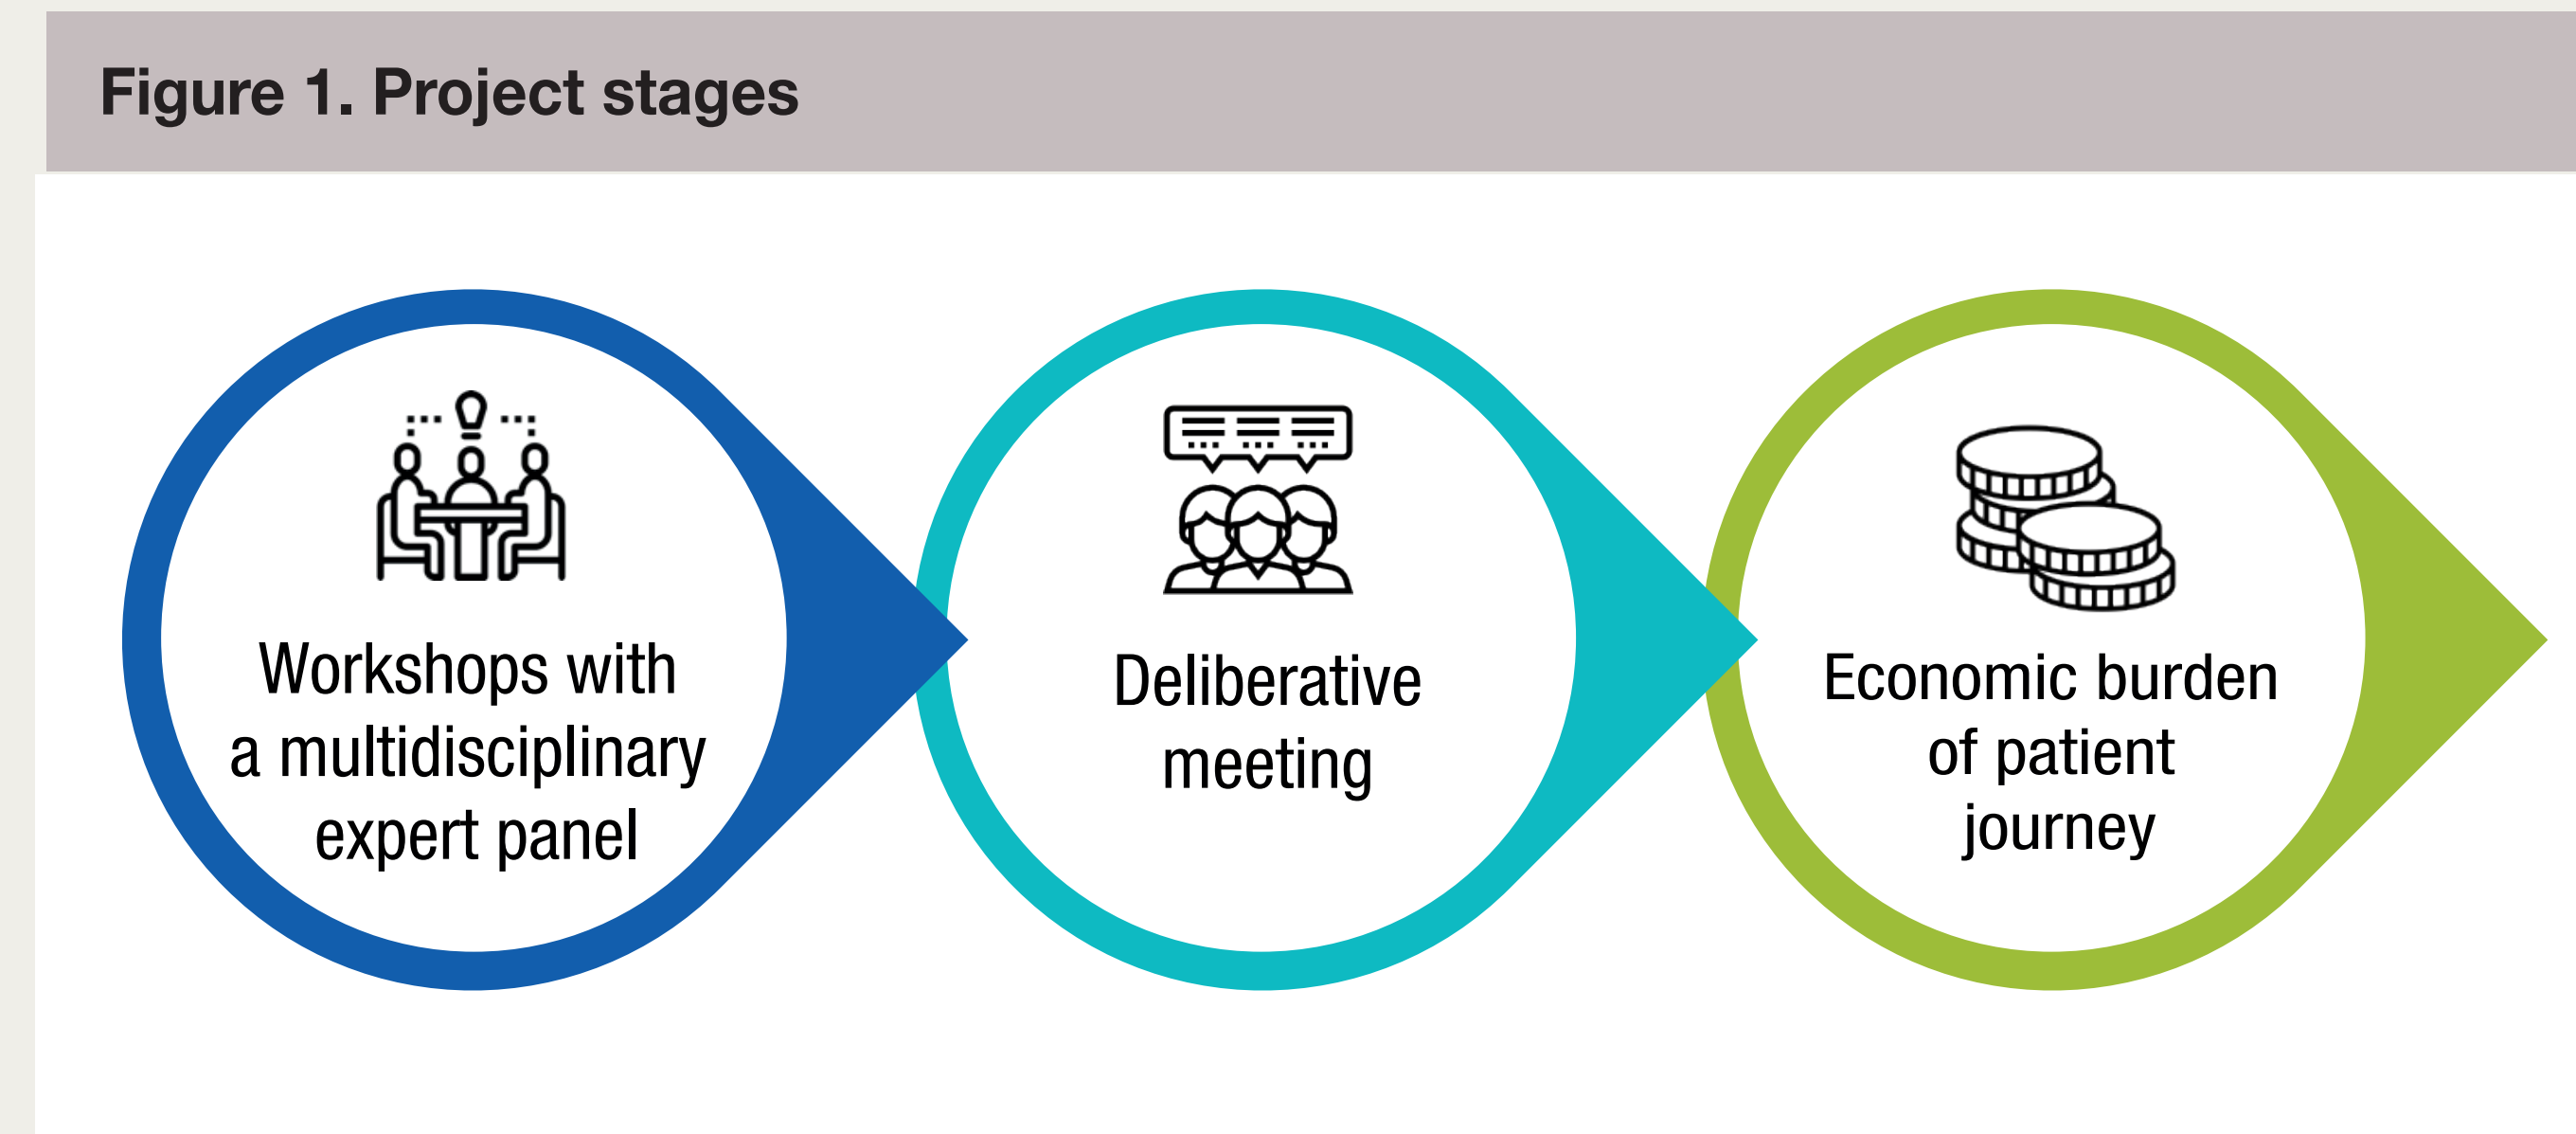 Figure 1. Project stages
Workshops with
a multidisciplinary
expert panel
Deliberative
meeting
Economic burden
of patient
journey